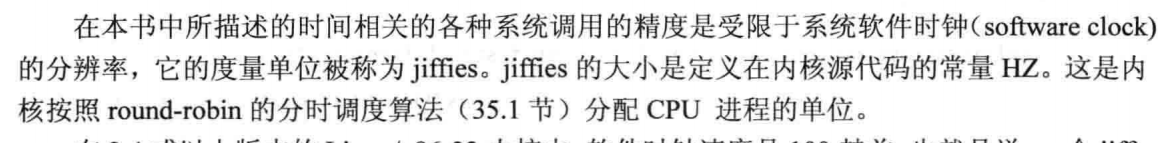 在本书中所描述的时间相关的各种系统调用的精度是受限于系统软件时钟（software clock）
的分辨率，它的度量单位被称为 jiffies。jiffies 的大小是定义在内核源代码的常量 HZ。这是内
核按照 round-robin 的分时调度算法（35.1 节）分配 CPU 进程的单位。